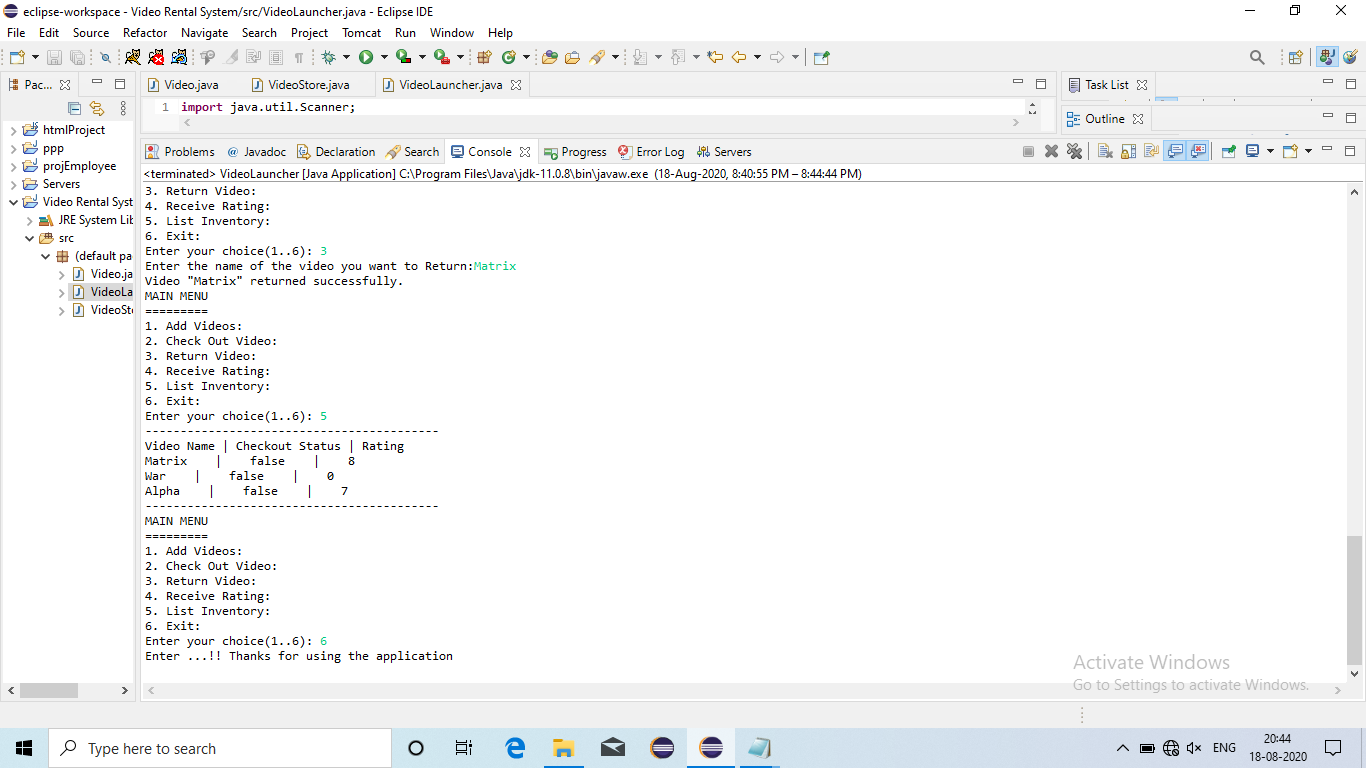 eclipse-workspace - Video Rental System/src/VideoLauncher.java - Eclipse IDE
File Edit Source Refactor Navigate Search Project Tomcat Run Window Help
Pac...
Video.java VideoStore.java VideoLauncher.java
Task List
1 import java.util.Scanner;
Outline
htmlProject
ppp
projEmployee
Servers
Video Rental Syst
JRE System Lib
src
(default pa
Video.ja
VideoLa
VideoSto
Problems @ Javadoc Declaration Search Console Progress Error Log Servers
<terminated> VideoLauncher [Java Application] C:\Program Files\Java\jdk-11.0.8\bin\javaw.exe (18-Aug-2020, 8:40:55 PM – 8:44:44 PM)
3. Return Video:
4. Receive Rating:
5. List Inventory:
6. Exit:
Enter your choice(1..6): 3
Enter the name of the video you want to Return:Matrix
Video "Matrix" returned successfully.
MAIN MENU
=========
1. Add Videos:
2. Check Out Video:
3. Return Video:
4. Receive Rating:
5. List Inventory:
6. Exit:
Enter your choice(1..6): 5
------------------------------------------
Video Name | Checkout Status | Rating
Matrix | false | 8
War | false | 0
Alpha | false | 7
------------------------------------------
MAIN MENU
=========
1. Add Videos:
2. Check Out Video:
3. Return Video:
4. Receive Rating:
5. List Inventory:
6. Exit:
Enter your choice(1..6): 6
Enter ...!! Thanks for using the application
Activate Windows
Go to Settings to activate Windows.
Type here to search
ENG
20:44
18-08-2020